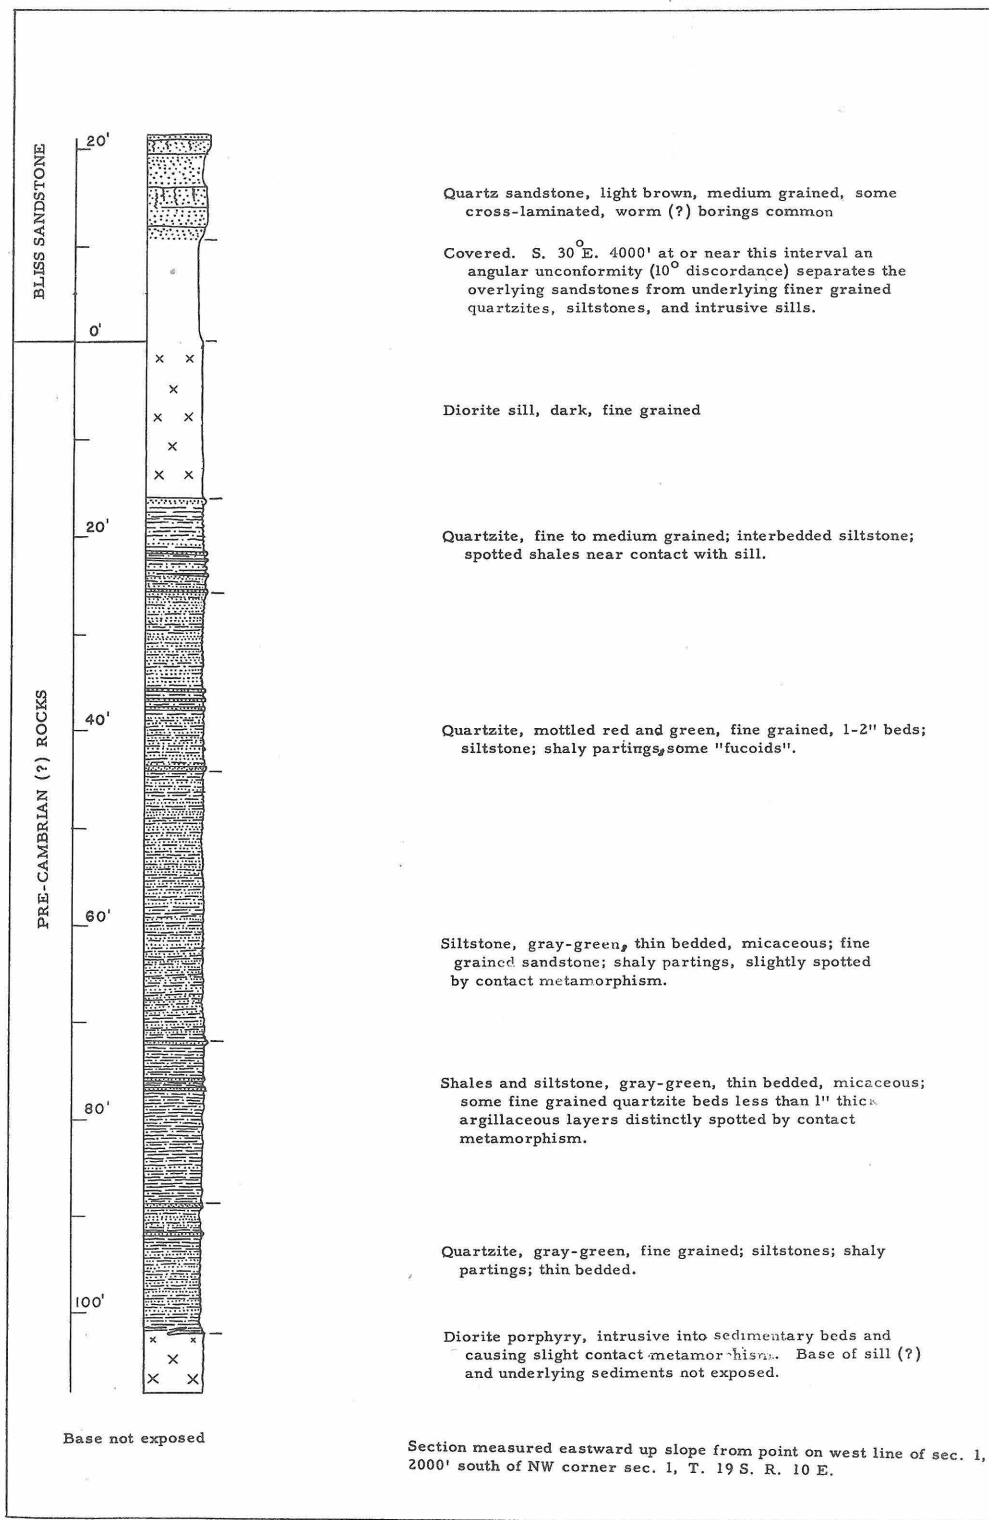 BLISS SANDSTONE
20'
0'
Quartz sandstone, light brown, medium grained, some
cross-laminated, worm (?) borings common
Covered. S. 30°E. 4000' at or near this interval an
angular unconformity (10° discordance) separates the
overlying sandstones from underlying finer grained
quartzites, siltstones, and intrusive sills.
PRE-CAMBRIAN (?) ROCKS
Diorite sill, dark, fine grained
20'
Quartzite, fine to medium grained; interbedded siltstone;
spotted shales near contact with sill.
40'
Quartzite, mottled red and green, fine grained, 1-2" beds;
siltstone; shaly partings, some "fucoids".
60'
Siltstone, gray-green, thin bedded, micaceous; fine
grained sandstone; shaly partings, slightly spotted
by contact metamorphism.
80'
Shales and siltstone, gray-green, thin bedded, micaceous;
some fine grained quartzite beds less than 1" thick
argillaceous layers distinctly spotted by contact
metamorphism.
Quartzite, gray-green, fine grained; siltstones; shaly
partings; thin bedded.
100'
Diorite porphyry, intrusive into sedimentary beds and
causing slight contact metamorphism. Base of sill (?)
and underlying sediments not exposed.
Base not exposed
Section measured eastward up slope from point on west line of sec. 1,
2000' south of NW corner sec. 1, T. 19 S. R. 10 E.